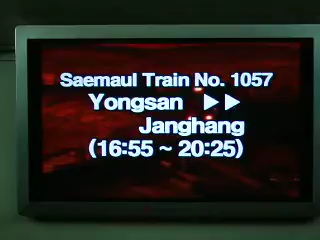 Saemaul Train No. 1057
Yongsan ▶▶
Janghang
(16:55 ~ 20:25)